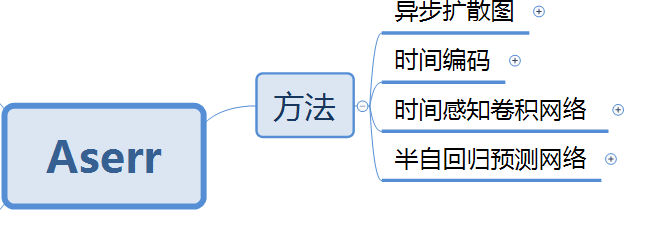 异步扩散图
时间编码
方法
时间感知卷积网络
Aserr
半自回归预测网络